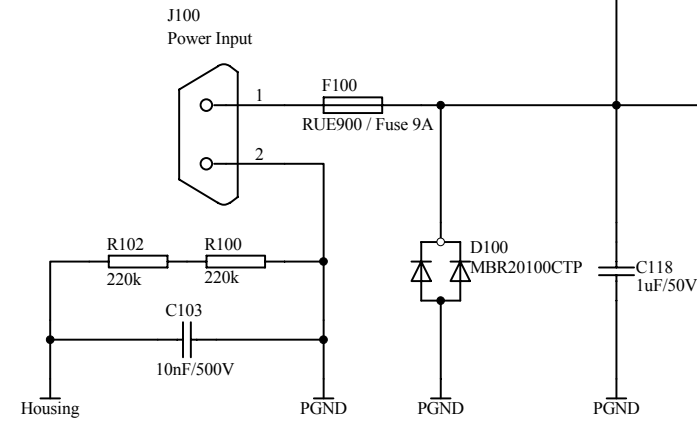 J100
Power Input
1
F100
RUE900 / Fuse 9A
2
R102
220k
R100
220k
D100
MBR20100CTP
C118
1uF/50V
C103
10nF/500V
Housing
PGND
PGND
PGND